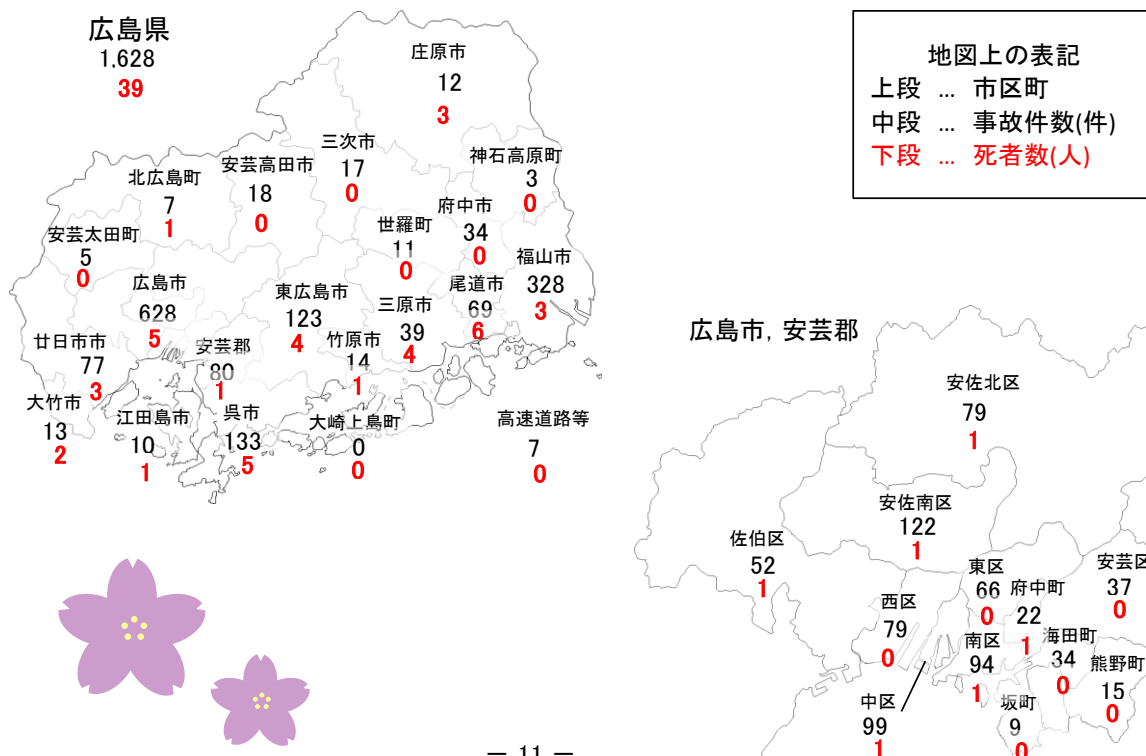 広島県
1,628
39
地図上の表記
上段 … 市区町
中段 … 事故件数(件)
下段 … 死者数(人)
庄原市
12
3
三次市
17
0
神石高原町
3
0
安芸高田市
18
0
北広島町
7
1
府中市
34
0
世羅町
11
0
安芸太田町
5
0
福山市
328
3
広島市
628
5
東広島市
123
4
三原市
39
4
尾道市
69
6
廿日市市
77
3
安芸郡
80
1
竹原市
14
1
大竹市
13
2
江田島市
10
1
呉市
133
5
大崎上島町
0
0
高速道路等
7
0
広島市, 安芸郡
安佐北区
79
1
安佐南区
122
1
佐伯区
52
1
東区
66
0
安芸区
37
0
府中町
22
1
西区
79
0
南区
94
1
海田町
34
0
熊野町
15
0
中区
99
1
坂町
9
0
— 11 —